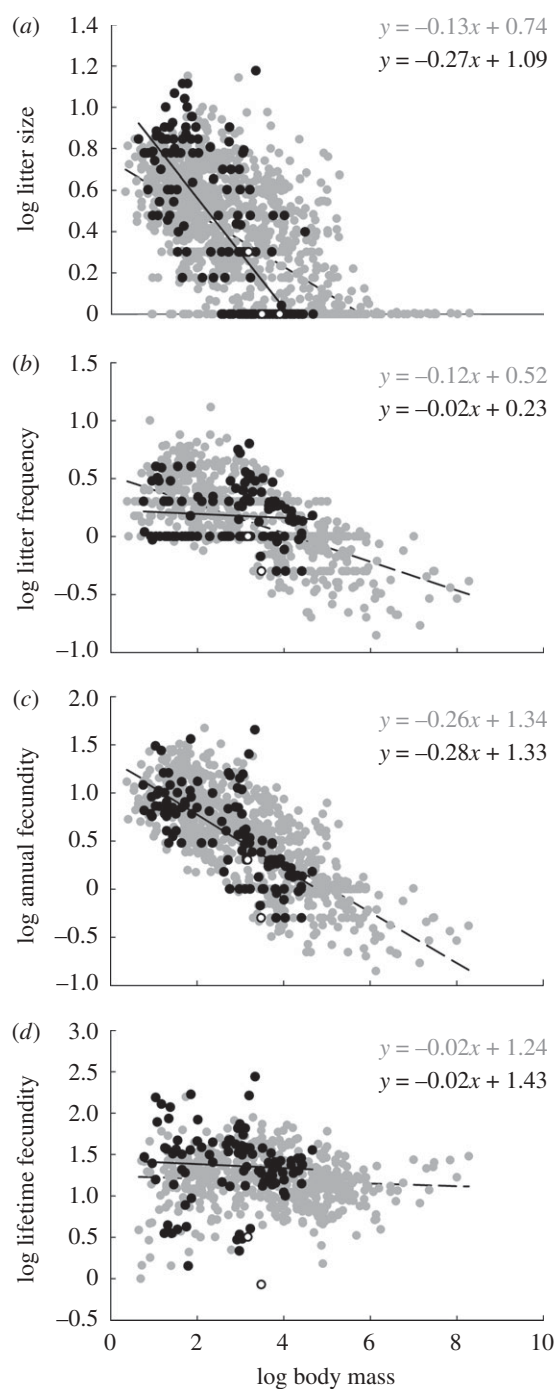 (a)
1.4
1.2
1.0
0.8
0.6
0.4
0.2
0
log litter size
y = –0.13x + 0.74
y = –0.27x + 1.09
(b)
1.5
1.0
0.5
0
–0.5
–1.0
log litter frequency
y = –0.12x + 0.52
y = –0.02x + 0.23
(c)
2.0
1.5
1.0
0.5
0
–0.5
–1.0
log annual fecundity
y = –0.26x + 1.34
y = –0.28x + 1.33
(d)
3.0
2.5
2.0
1.5
1.0
0.5
0
–0.5
log lifetime fecundity
y = –0.02x + 1.24
y = –0.02x + 1.43
0 2 4 6 8 10
log body mass